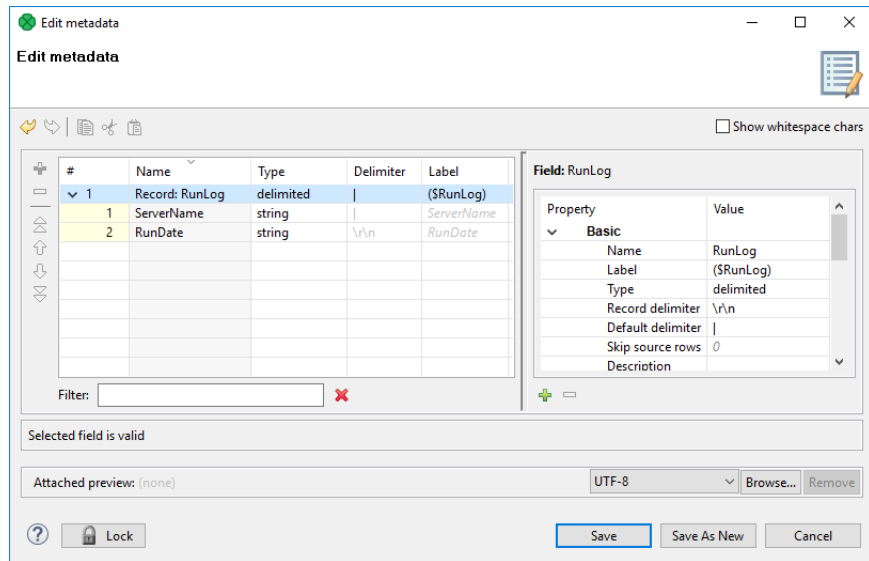 Edit metadata
Edit metadata
Show whitespace chars
# Name Type Delimiter Label
1 Record: RunLog delimited | ($RunLog)
1 ServerName string | ServerName
2 RunDate string \r\n RunDate
Filter:
Field: RunLog
Property Value
Basic
Name RunLog
Label ($RunLog)
Type delimited
Record delimiter \r\n
Default delimiter |
Skip source rows 0
Description
Selected field is valid
Attached preview: (none) UTF-8 Browse... Remove
? Lock Save Save As New Cancel